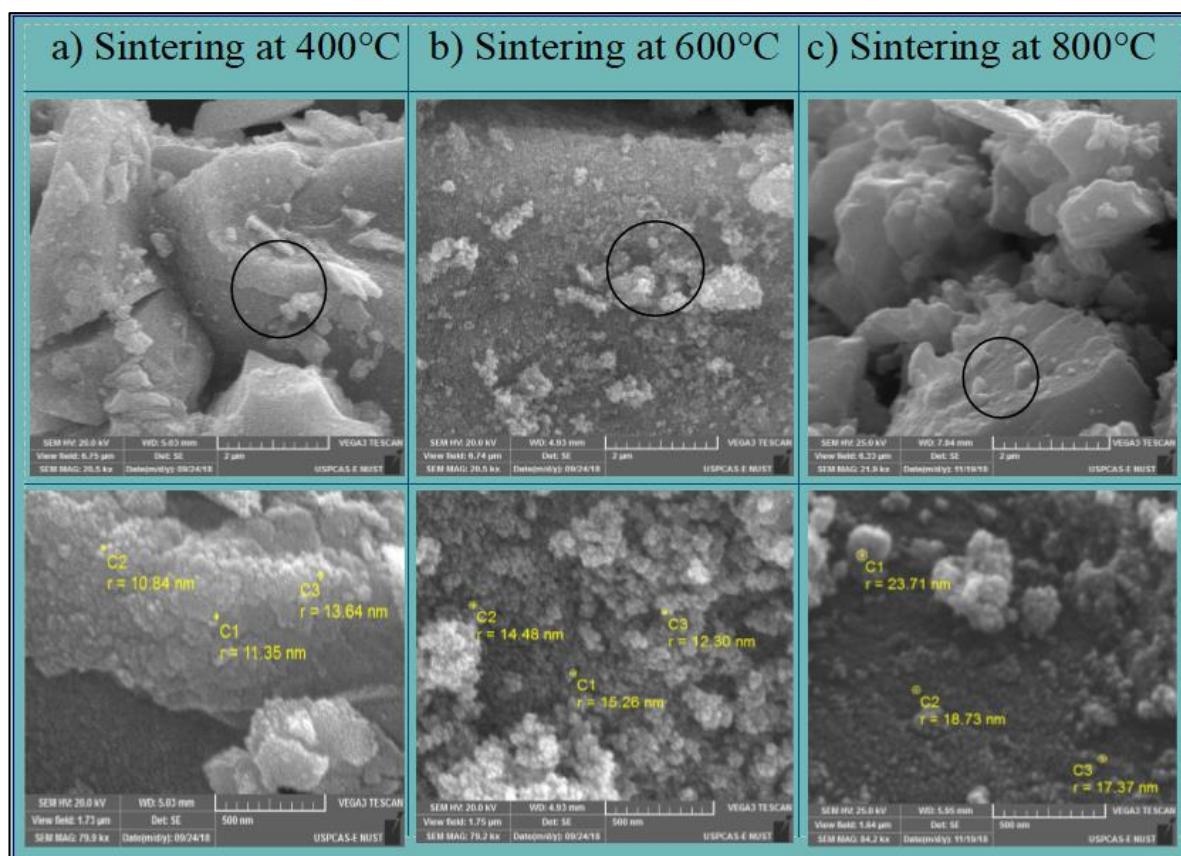 a) Sintering at 400°C
b) Sintering at 600°C
c) Sintering at 800°C
SEM HV: 20.0 kV WD: 5.03 mm VEGA3 TESCAN
View field: 6.75 µm Det: SE 2 µm
SEM MAG: 20.5 kx Date(m/d/y): 09/24/18 USPCAS-E NUST
SEM HV: 20.0 kV WD: 4.93 mm VEGA3 TESCAN
View field: 6.74 µm Det: SE 2 µm
SEM MAG: 20.5 kx Date(m/d/y): 09/24/18 USPCAS-E NUST
SEM HV: 25.0 kV WD: 7.04 mm VEGA3 TESCAN
View field: 6.33 µm Det: SE 2 µm
SEM MAG: 21.9 kx Date(m/d/y): 11/19/18 USPCAS-E NUST
C2
r = 10.84 nm
C3
r = 13.64 nm
C1
r = 11.35 nm
SEM HV: 20.0 kV WD: 5.03 mm VEGA3 TESCAN
View field: 1.73 µm Det: SE 500 nm
SEM MAG: 79.9 kx Date(m/d/y): 09/24/18 USPCAS-E NUST
C2
r = 14.48 nm
C3
r = 12.30 nm
C1
r = 15.26 nm
SEM HV: 20.0 kV WD: 4.93 mm VEGA3 TESCAN
View field: 1.75 µm Det: SE 500 nm
SEM MAG: 79.2 kx Date(m/d/y): 09/24/18 USPCAS-E NUST
C1
r = 23.71 nm
C2
r = 18.73 nm
C3
r = 17.37 nm
SEM HV: 25.0 kV WD: 5.95 mm VEGA3 TESCAN
View field: 1.64 µm Det: SE 500 nm
SEM MAG: 84.2 kx Date(m/d/y): 11/19/18 USPCAS-E NUST